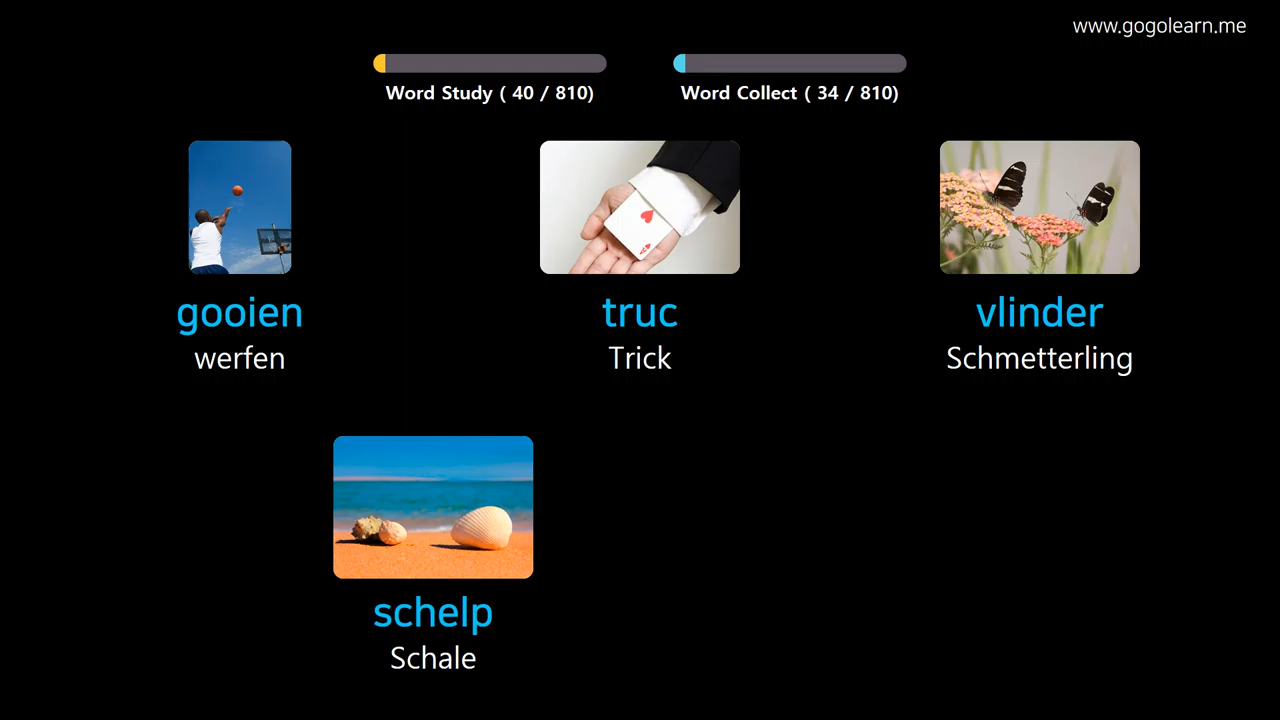 www.gogolearn.me
Word Study ( 40 / 810)
Word Collect ( 34 / 810)
gooien
werfen
truc
Trick
vlinder
Schmetterling
schelp
Schale